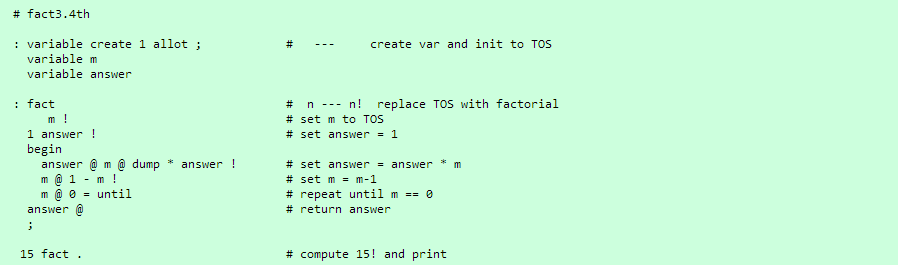 # fact3.4th
: variable create 1 allot ;            #   ---     create var and init to TOS
  variable m
  variable answer
: fact                                 #  n --- n!  replace TOS with factorial
     m !                               # set m to TOS
  1 answer !                           # set answer = 1
  begin
    answer @ m @ dump * answer !       # set answer = answer * m
    m @ 1 - m !                        # set m = m-1
    m @ 0 = until                      # repeat until m == 0
  answer @                             # return answer
  ;
 15 fact .                             # compute 15! and print